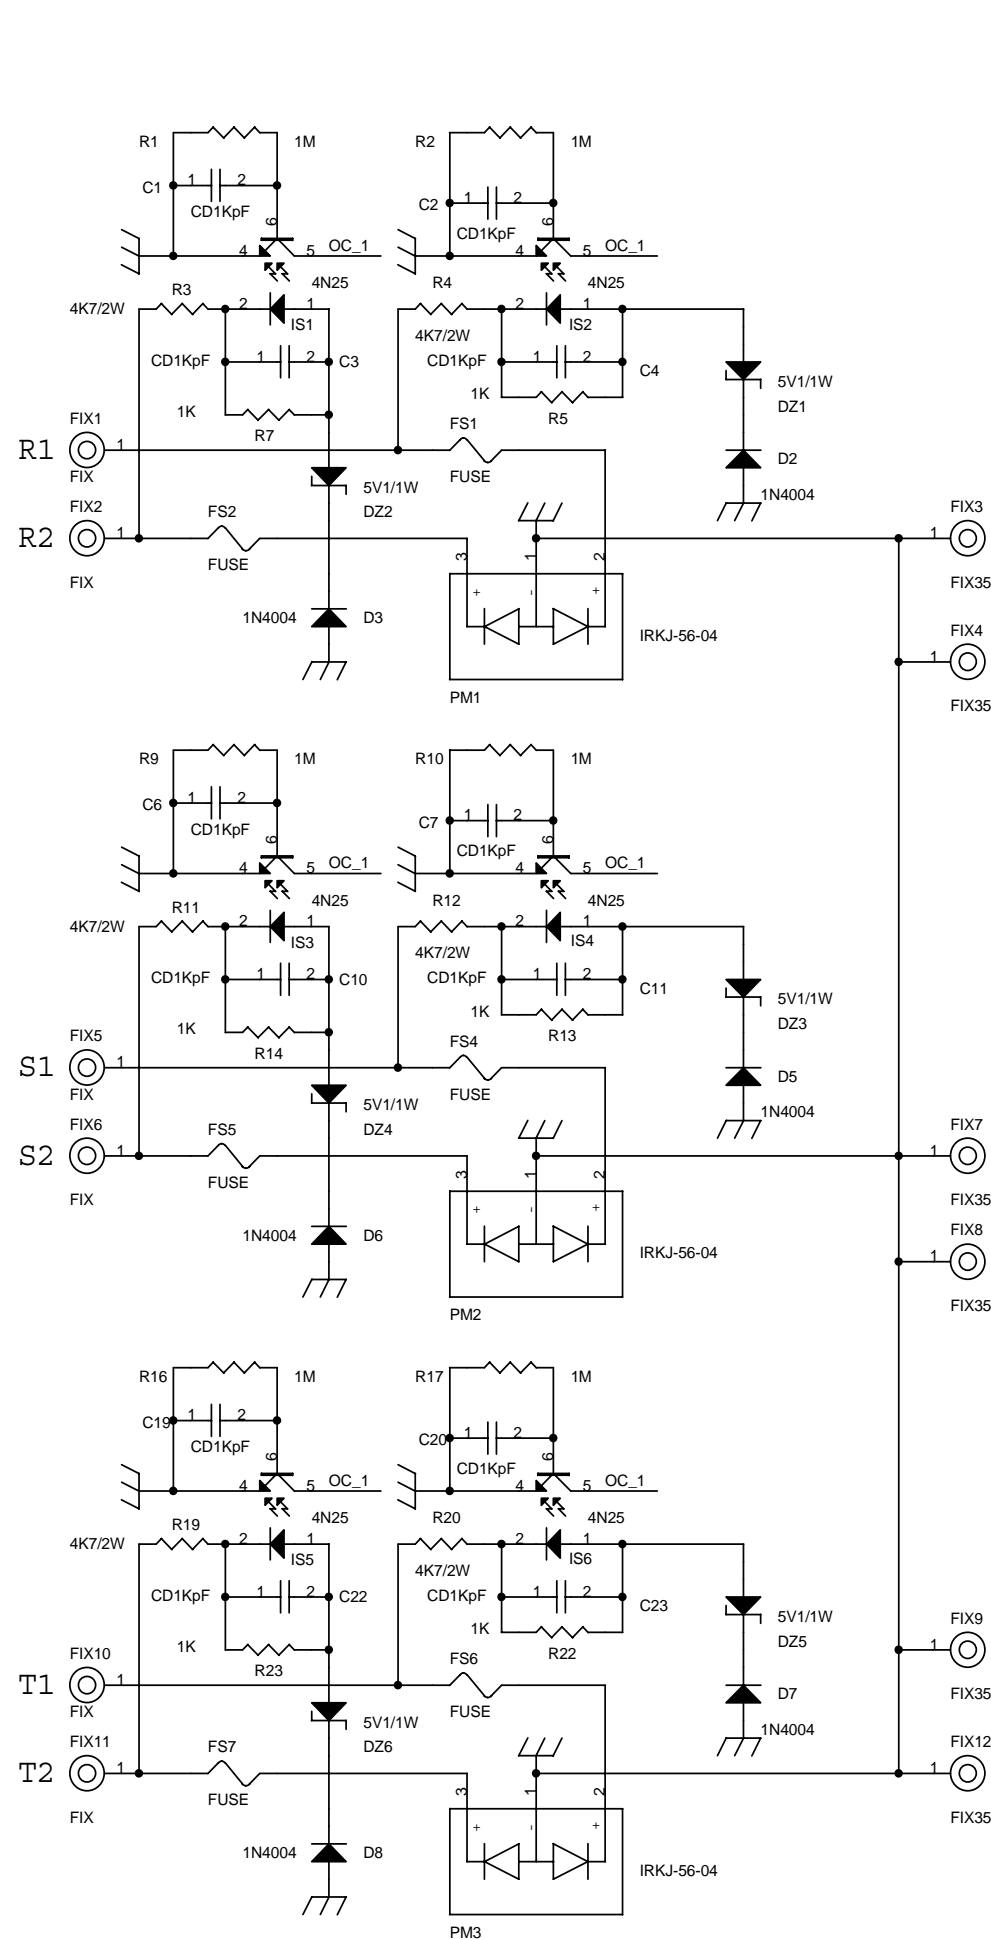 R1 1M R2 1M
C1 1 2 C2 1 2
CD1KpF CD1KpF
6 6
4 5 OC_1 4 5 OC_1
4N25 4N25
4K7/2W R3 2 1 R4 2 1
IS1 IS2
4K7/2W
CD1KpF 1 2 C3 CD1KpF 1 2 C4
5V1/1W
DZ1
1K R7 1K R5
FIX1 FS1
R1 1
FIX FUSE
D2
1N4004
5V1/1W
DZ2
FIX2 FS2 FIX3
R2 1 1
FUSE
3 1 2
FIX FIX35
+ - +
1N4004 D3 IRKJ-56-04
FIX4
1
PM1 FIX35
R9 1M R10 1M
C6 1 2 C7 1 2
CD1KpF CD1KpF
6 6
4 5 OC_1 4 5 OC_1
4N25 4N25
4K7/2W R11 2 1 R12 2 1
IS3 IS4
4K7/2W
CD1KpF 1 2 C10 CD1KpF 1 2 C11
5V1/1W
DZ3
1K R14 1K R13
FIX5 FS4
S1 1
FIX FUSE
D5
1N4004
5V1/1W
DZ4
FIX6 FS5 FIX7
S2 1 1
FUSE
3 1 2
FIX FIX35
+ - +
1N4004 D6 IRKJ-56-04
FIX8
1
FIX35
PM2
R16 1M R17 1M
C19 1 2 C20 1 2
CD1KpF CD1KpF
6 6
4 5 OC_1 4 5 OC_1
4N25 4N25
4K7/2W R19 2 1 R20 2 1
IS5 IS6
4K7/2W
CD1KpF 1 2 C22 CD1KpF 1 2 C23
5V1/1W
DZ5
FIX9
1
1K R23 1K R22
FIX10 FS6
T1 1
FIX FUSE
D7 FIX35
1N4004
5V1/1W
DZ6
FIX11 FS7 FIX12
T2 1 1
FUSE
3 1 2
FIX FIX35
+ - +
1N4004 D8 IRKJ-56-04
PM3